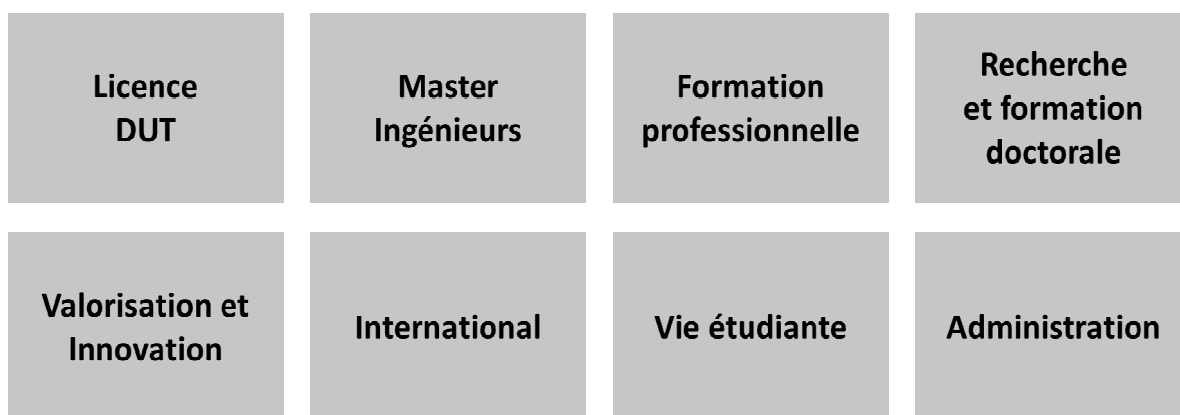 Licence
DUT
Master
Ingénieurs
Formation
professionnelle
Recherche
et formation
doctorale
Valorisation et
Innovation
International
Vie étudiante
Administration